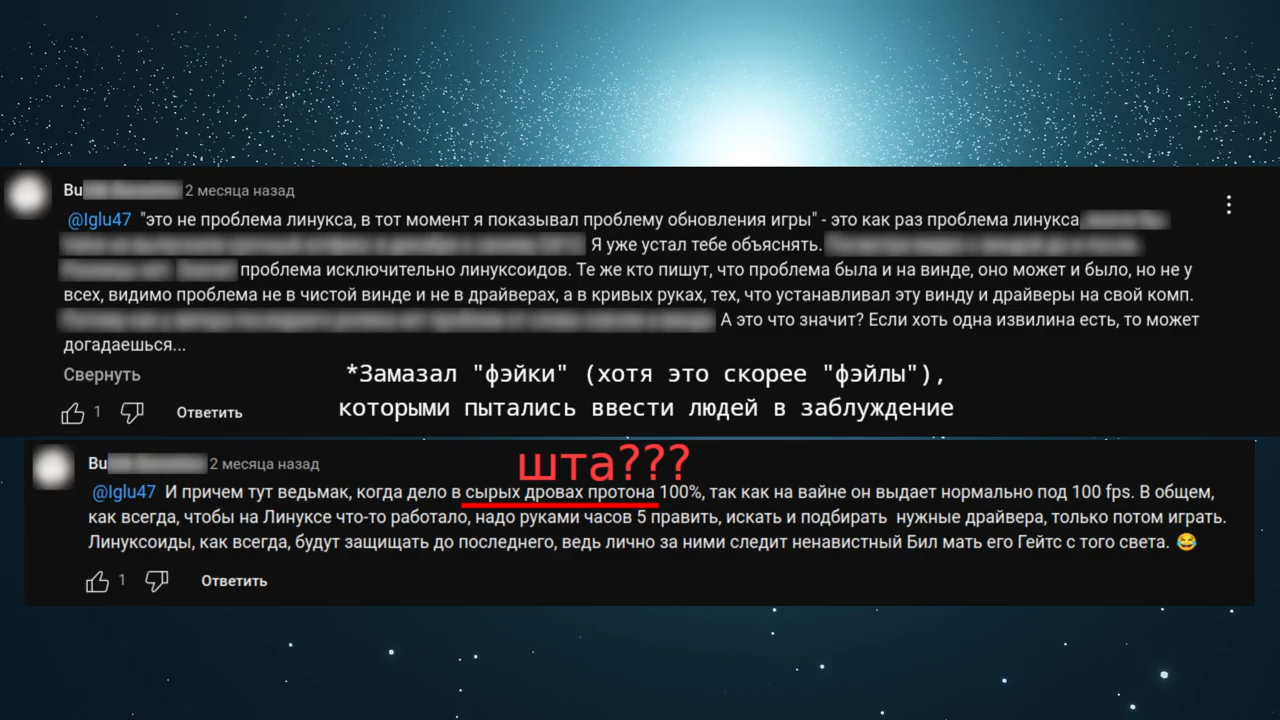 Bu 2 месяца назад
@Iglu47 "это не проблема линукса, в тот момент я показывал проблему обновления игры" - это как раз проблема линукса
Я уже устал тебе объяснять.
проблема исключительно линуксоидов. Те же кто пишут, что проблема была и на винде, оно может и было, но не у
всех, видимо проблема не в чистой винде и не в драйверах, а в кривых руках, тех, что устанавливал эту винду и драйверы на свой комп.
А это что значит? Если хоть одна извилина есть, то может
догадаешься...
Свернуть
*Замазал "фэйки" (хотя это скорее "фэйлы"),
которыми пытались ввести людей в заблуждение
1 Ответить
шта???
Bu 2 месяца назад
@Iglu47 И причем тут ведьмак, когда дело в сырых дровах протона 100%, так как на вайне он выдает нормально под 100 fps. В общем,
как всегда, чтобы на Линуксе что-то работало, надо руками часов 5 править, искать и подбирать нужные драйвера, только потом играть.
Линуксоиды, как всегда, будут защищать до последнего, ведь лично за ними следит ненавистный Бил мать его Гейтс с того света. 😂
1 Ответить